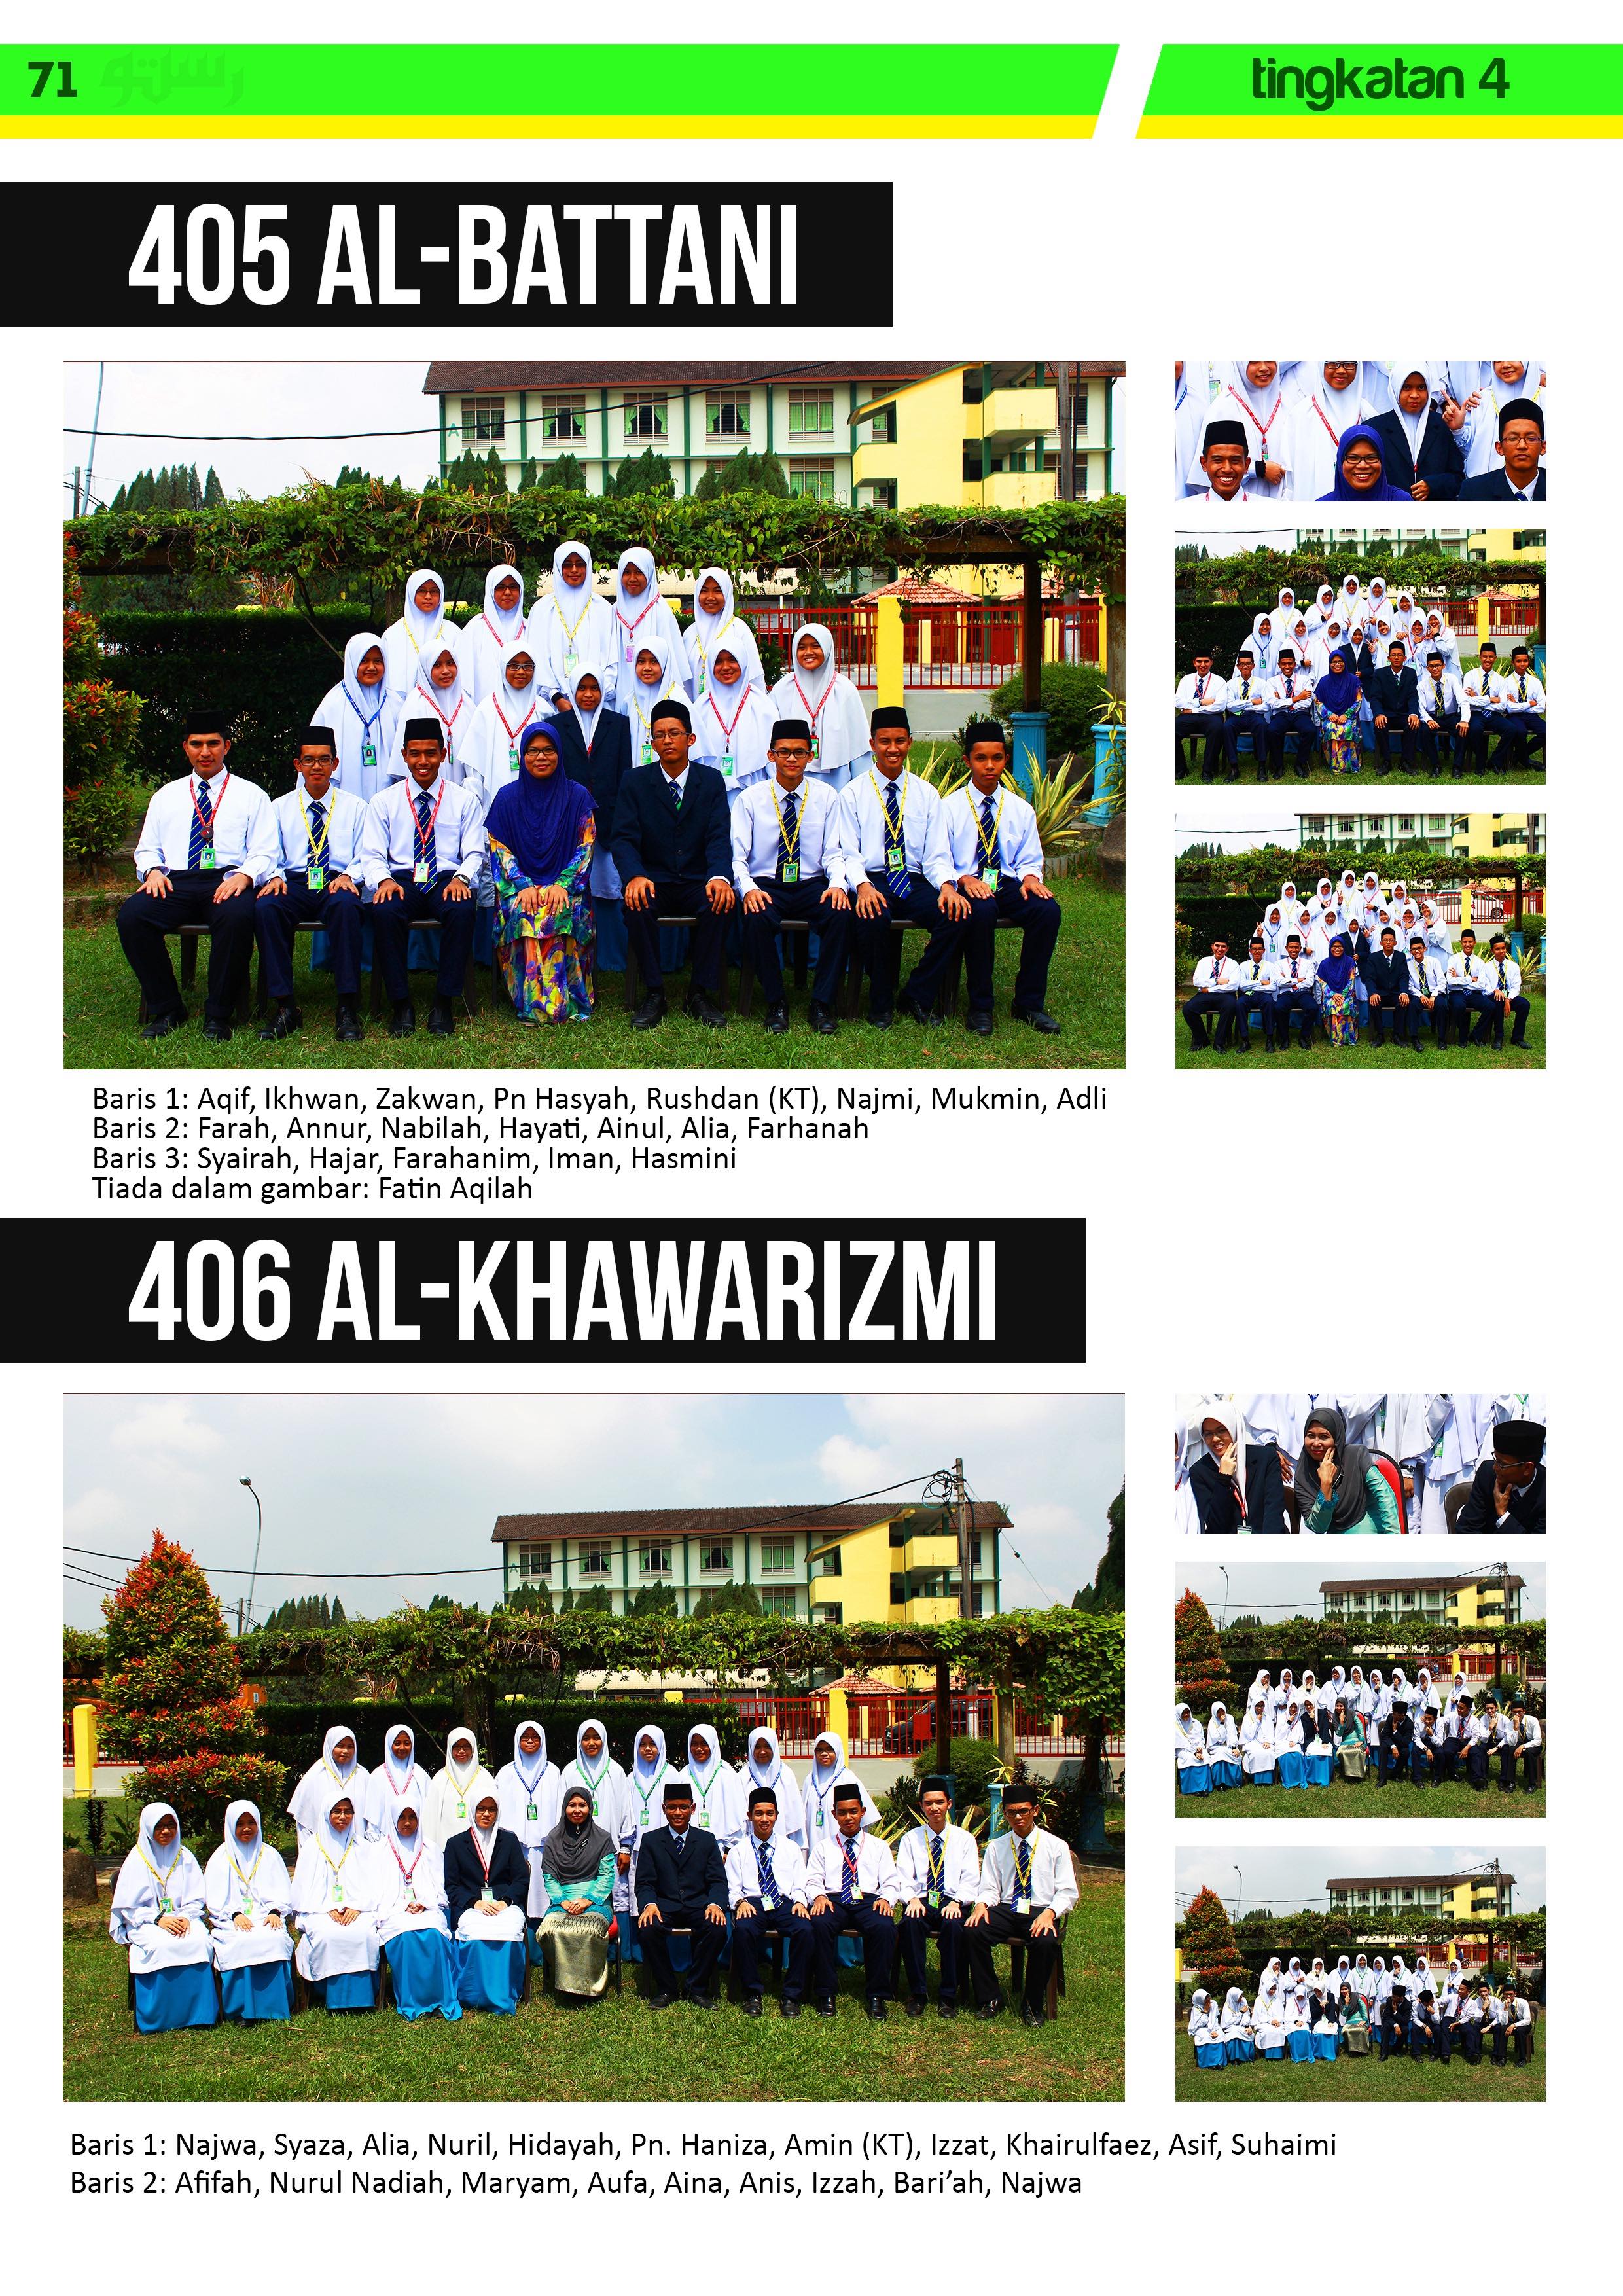 71 رستو
tingkatan 4
405 AL-BATTANI
Baris 1: Aqif, Ikhwan, Zakwan, Pn Hasyah, Rushdan (KT), Najmi, Mukmin, Adli
Baris 2: Farah, Annur, Nabilah, Hayati, Ainul, Alia, Farhanah
Baris 3: Syairah, Hajar, Farahanim, Iman, Hasmini
Tiada dalam gambar: Fatin Aqilah
406 AL-KHAWARIZMI
Baris 1: Najwa, Syaza, Alia, Nuril, Hidayah, Pn. Haniza, Amin (KT), Izzat, Khairulfaez, Asif, Suhaimi
Baris 2: Afifah, Nurul Nadiah, Maryam, Aufa, Aina, Anis, Izzah, Bari’ah, Najwa